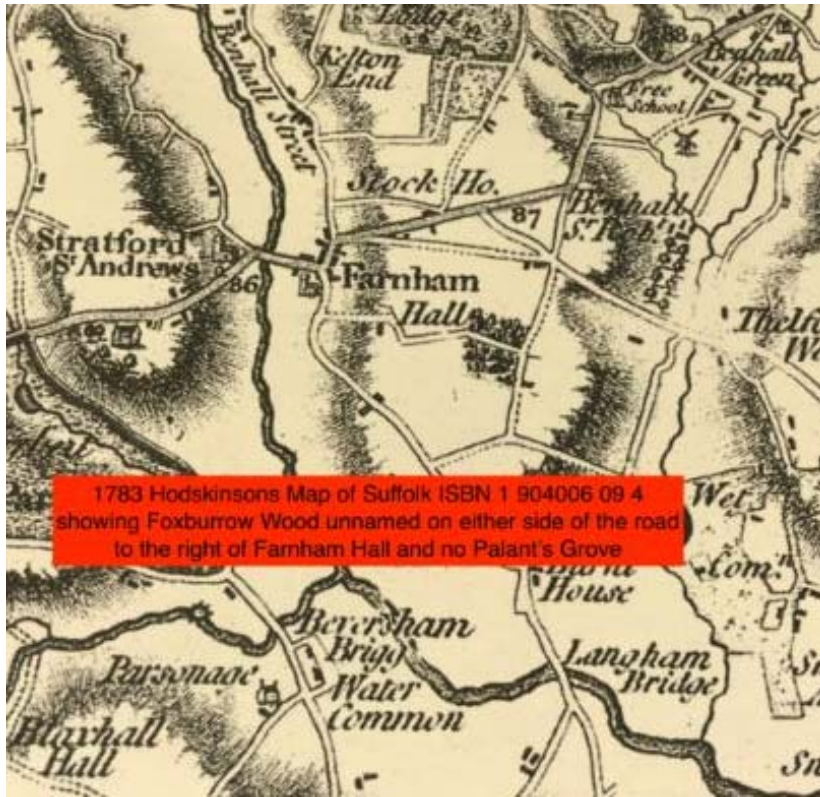 Lodge
88
Benhall
Green
Kelton
End
Benhall Street
Free
School
Stock Ho.
87
Benhall
Stratford
St Andrews
86
Farnham
Hall
1783 Hodskinsons Map of Suffolk ISBN 1 904006 09 4
showing Foxburrow Wood unnamed on either side of the road
to the right of Farnham Hall and no Palant's Grove
Wet
Comn
House
Beversham
Brigg
Langham
Bridge
Parsonage
Water
Common
Blaxhall
Hall